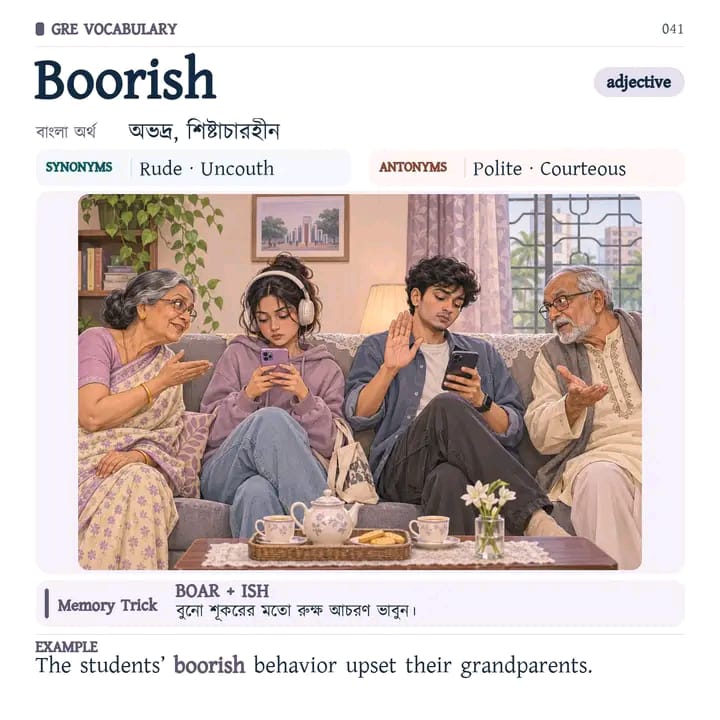 GRE VOCABULARY
041
Boorish
adjective
বাংলা অর্থ অভদ্র, শিষ্টাচারহীন
SYNONYMS Rude · Uncouth
ANTONYMS Polite · Courteous
Memory Trick
BOAR + ISH
বুনো শূকরের মতো রুক্ষ আচরণ ভাবুন।
EXAMPLE
The students’ boorish behavior upset their grandparents.